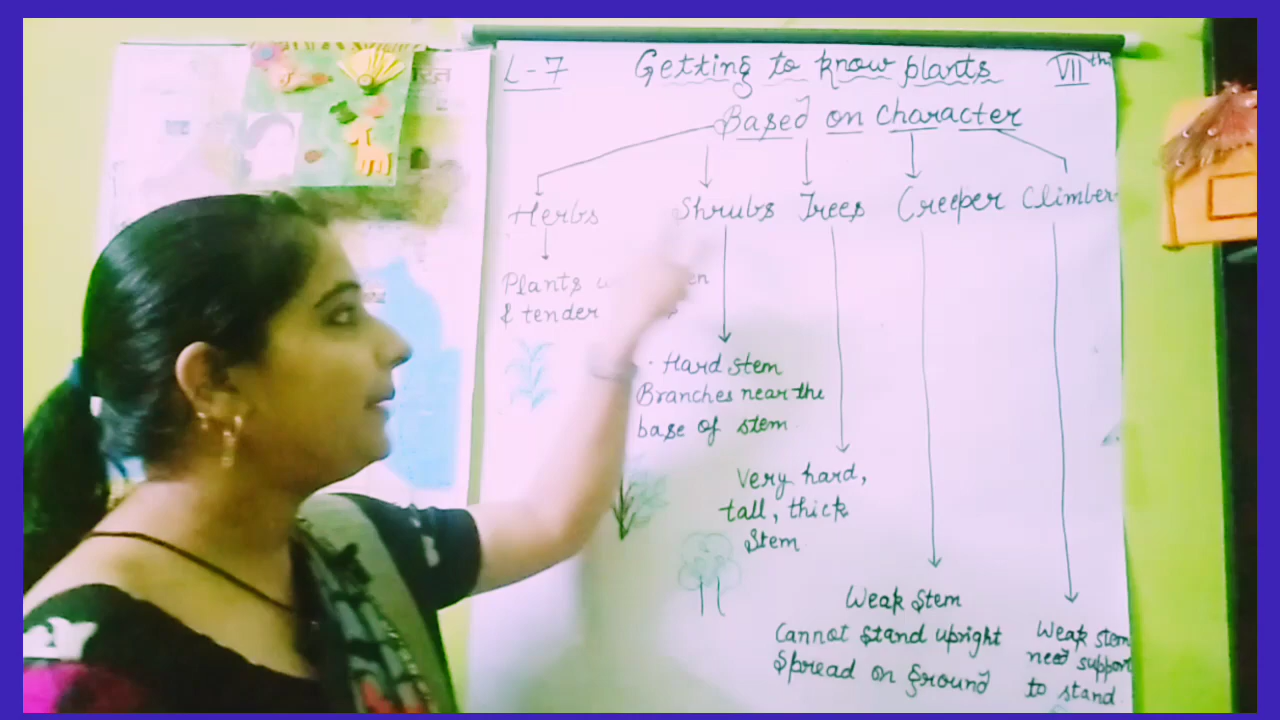 L-7 Getting to know plants VIIth
Based on Character
Herbs Shrubs Trees Creeper Climber
Plants
& tender
· Hard stem
Branches near the
base of stem
Very hard,
tall, thick
stem
Weak stem
Cannot stand upright
spread on ground
Weak stem
need support
to stand.